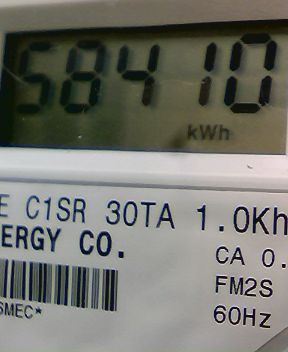 58410
kWh
E C1SR 30TA 1.0Kh
ERGY CO.
CA 0.
FM2S
60Hz
SMEC*